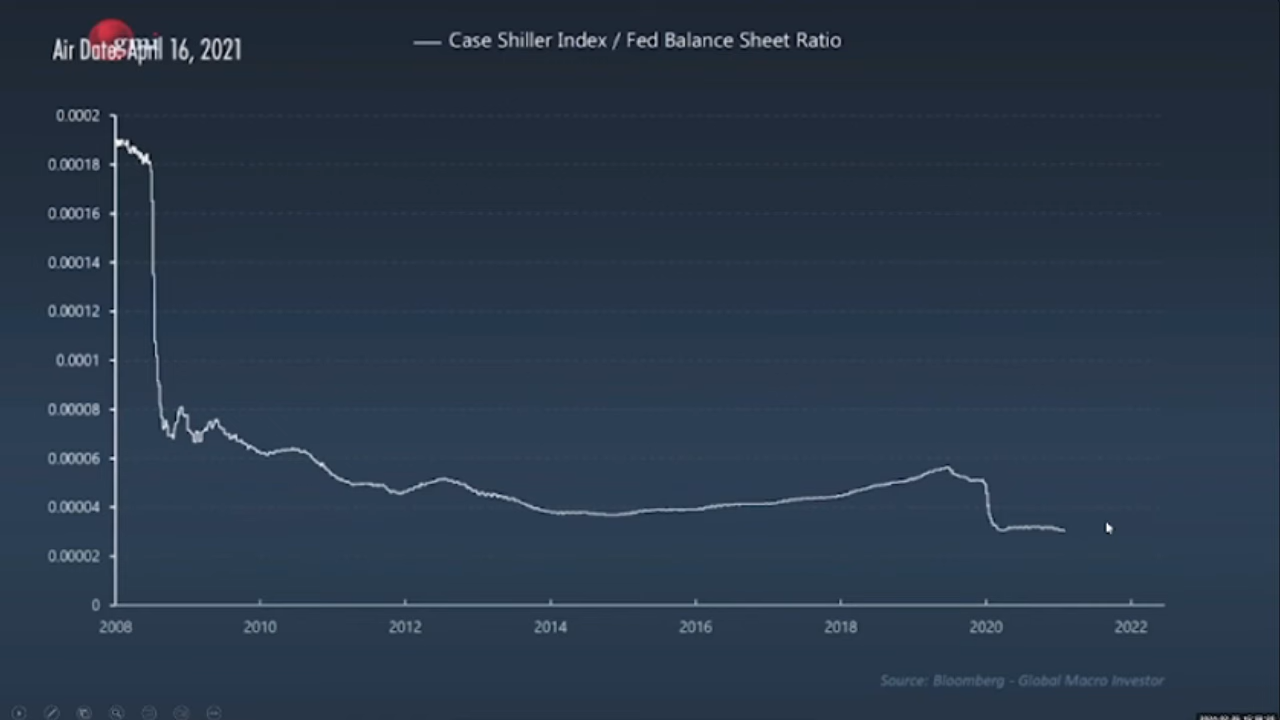 Air Date: April 16, 2021
Case Shiller Index / Fed Balance Sheet Ratio
0.0002
0.00018
0.00016
0.00014
0.00012
0.0001
0.00008
0.00006
0.00004
0.00002
0
2008 2010 2012 2014 2016 2018 2020 2022
Source: Bloomberg - Global Macro Investor